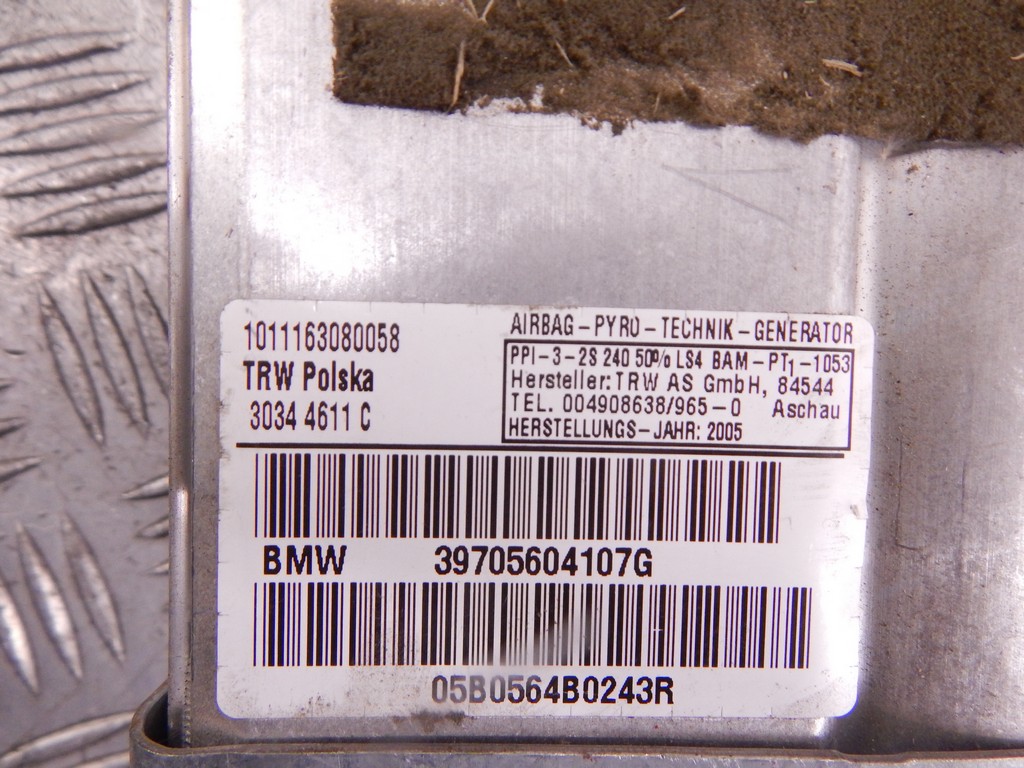 1011163080058
TRW Polska
3034 4611 C
AIRBAG-PYRO-TECHNIK-GENERATOR
PPI-3-2S 240 50% LS4 BAM-PT1-1053
Hersteller: TRW AS GmbH, 84544
TEL. 004908638/965-0 Aschau
HERSTELLUNGS-JAHR: 2005
BMW 39705604107G
05B0564B0243R